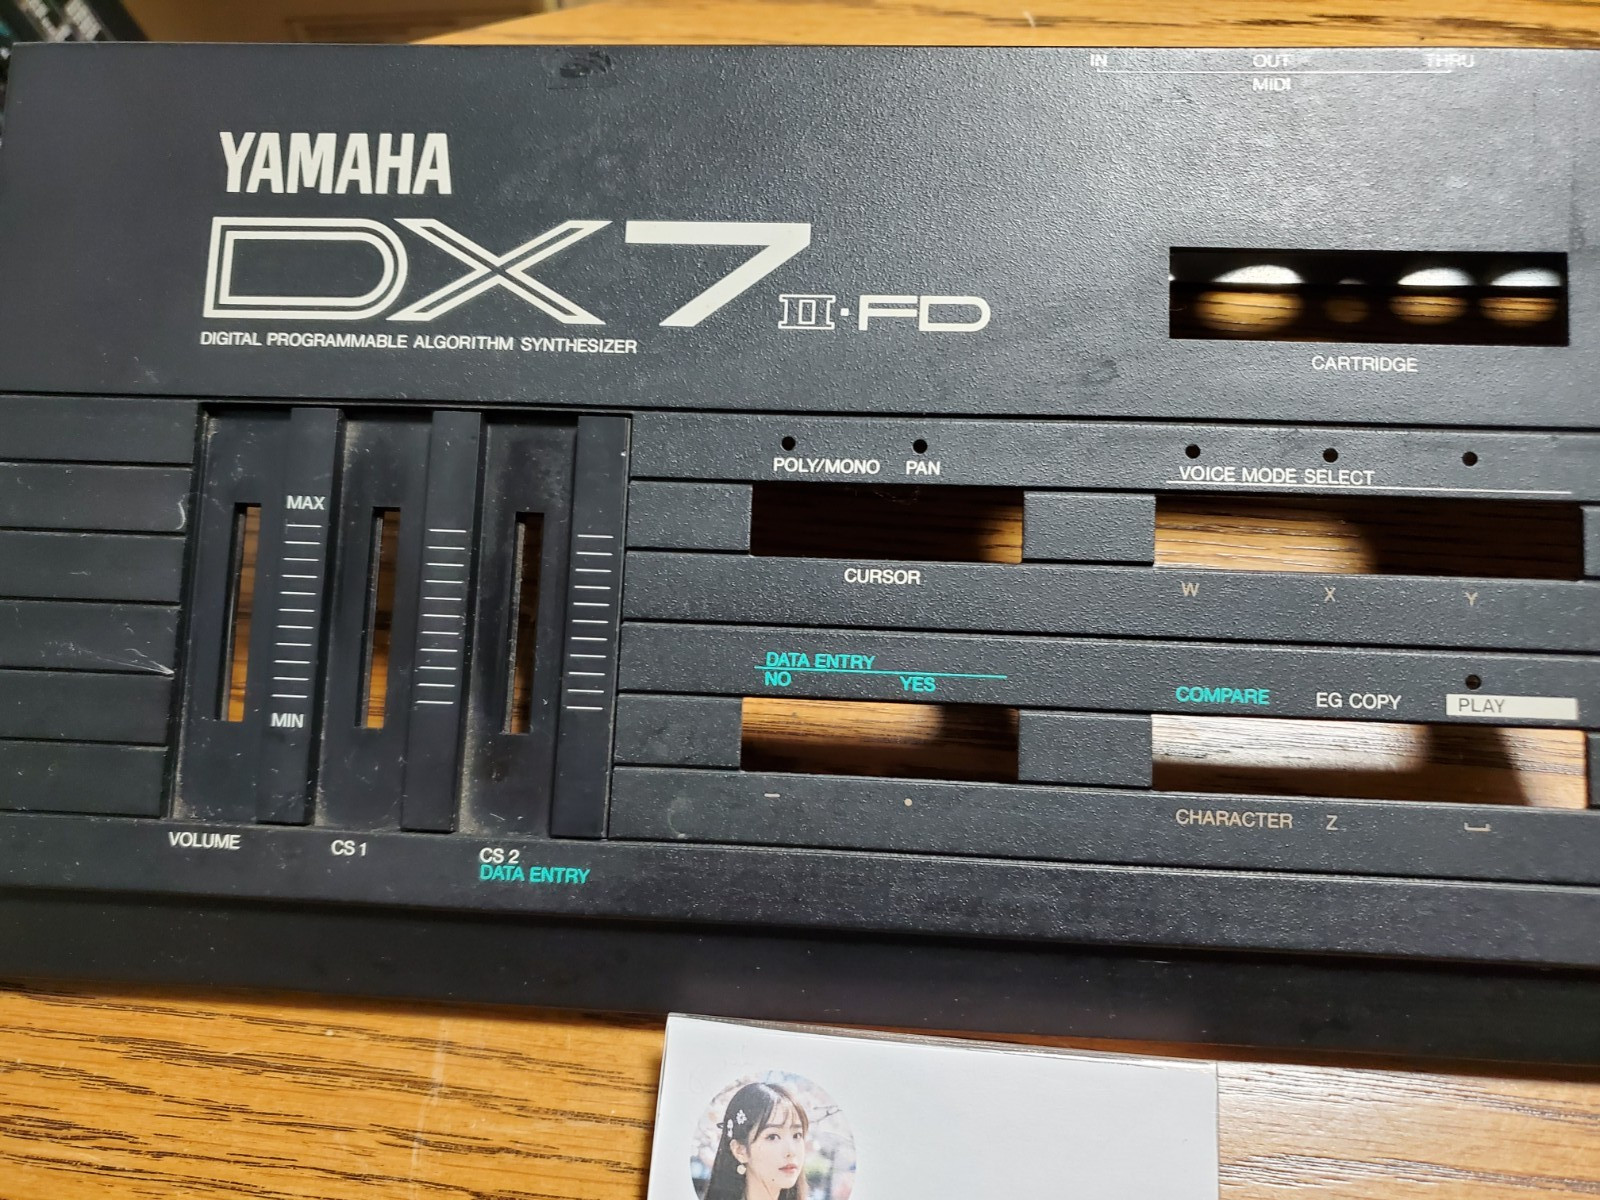 IN OUT THRU
MIDI
YAMAHA
DX7 II·FD
DIGITAL PROGRAMMABLE ALGORITHM SYNTHESIZER
CARTRIDGE
POLY/MONO PAN
VOICE MODE SELECT
MAX
CURSOR
W X Y
DATA ENTRY
NO YES
COMPARE EG COPY PLAY
MIN
CHARACTER Z
VOLUME
CS 1
CS 2
DATA ENTRY